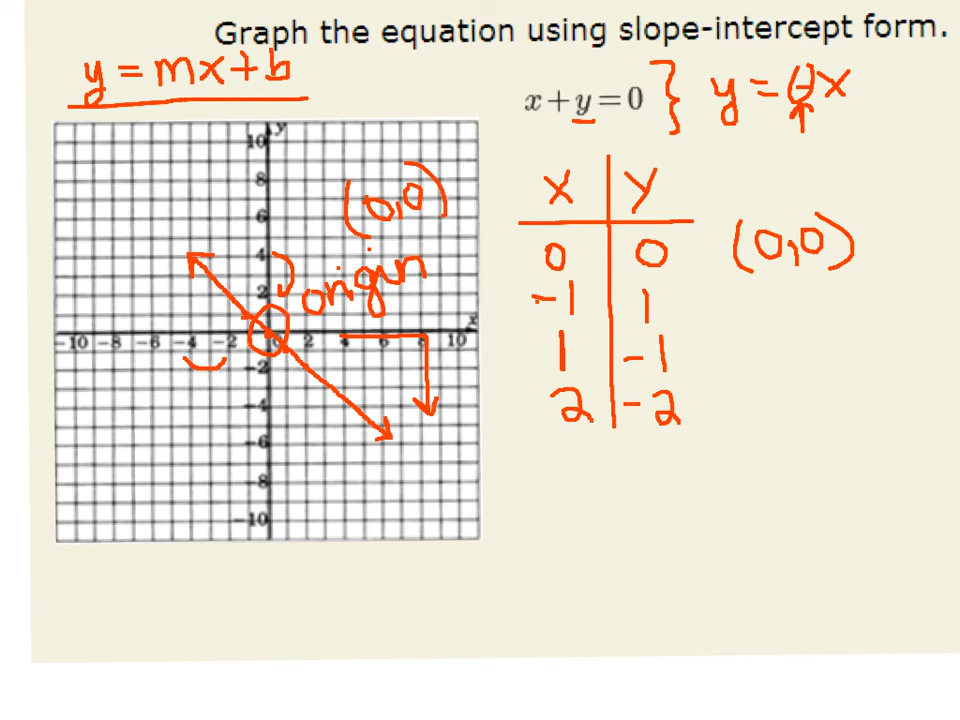 Graph the equation using slope-intercept form.
y = mx + b
x + y = 0 } y = (-)x
y
10
8
6
4
2
(0,0)
origin
x
-10 -8 -6 -4 -2 0 2 4 6 8 10
-2
-4
-6
-8
-10
x y
0 0 (0,0)
-1 1
1 -1
2 -2